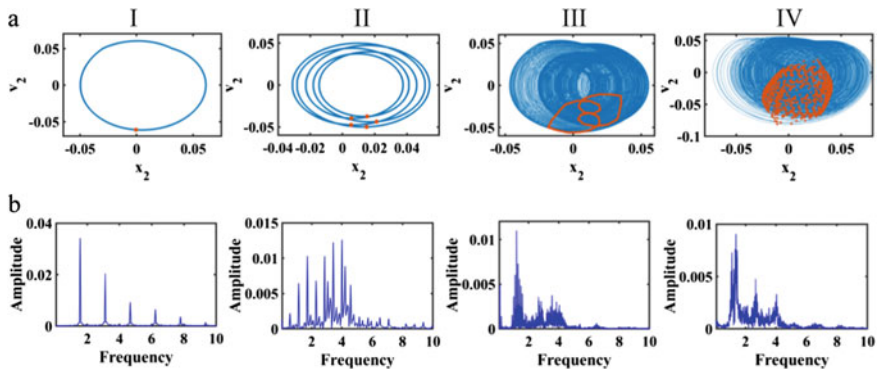 a I II III IV
0.05 0.05 0.05 0.1
0.05
0 0 0 0
-0.05
-0.05 -0.05 -0.05 -0.1
v₂ v₂ v₂ v₂
-0.05 0 0.05 -0.04 0.02 0.02 0.04 -0.05 0 0.05 -0.05 0 0.05
x₂ x₂ x₂ x₂
b
0.04 0.015 0.01 0.01
0.02 0.01 0.005 0.005
0.005
0 0 0 0
Amplitude Amplitude Amplitude Amplitude
2 4 6 8 10 2 4 6 8 10 2 4 6 8 10 2 4 6 8 10
Frequency Frequency Frequency Frequency